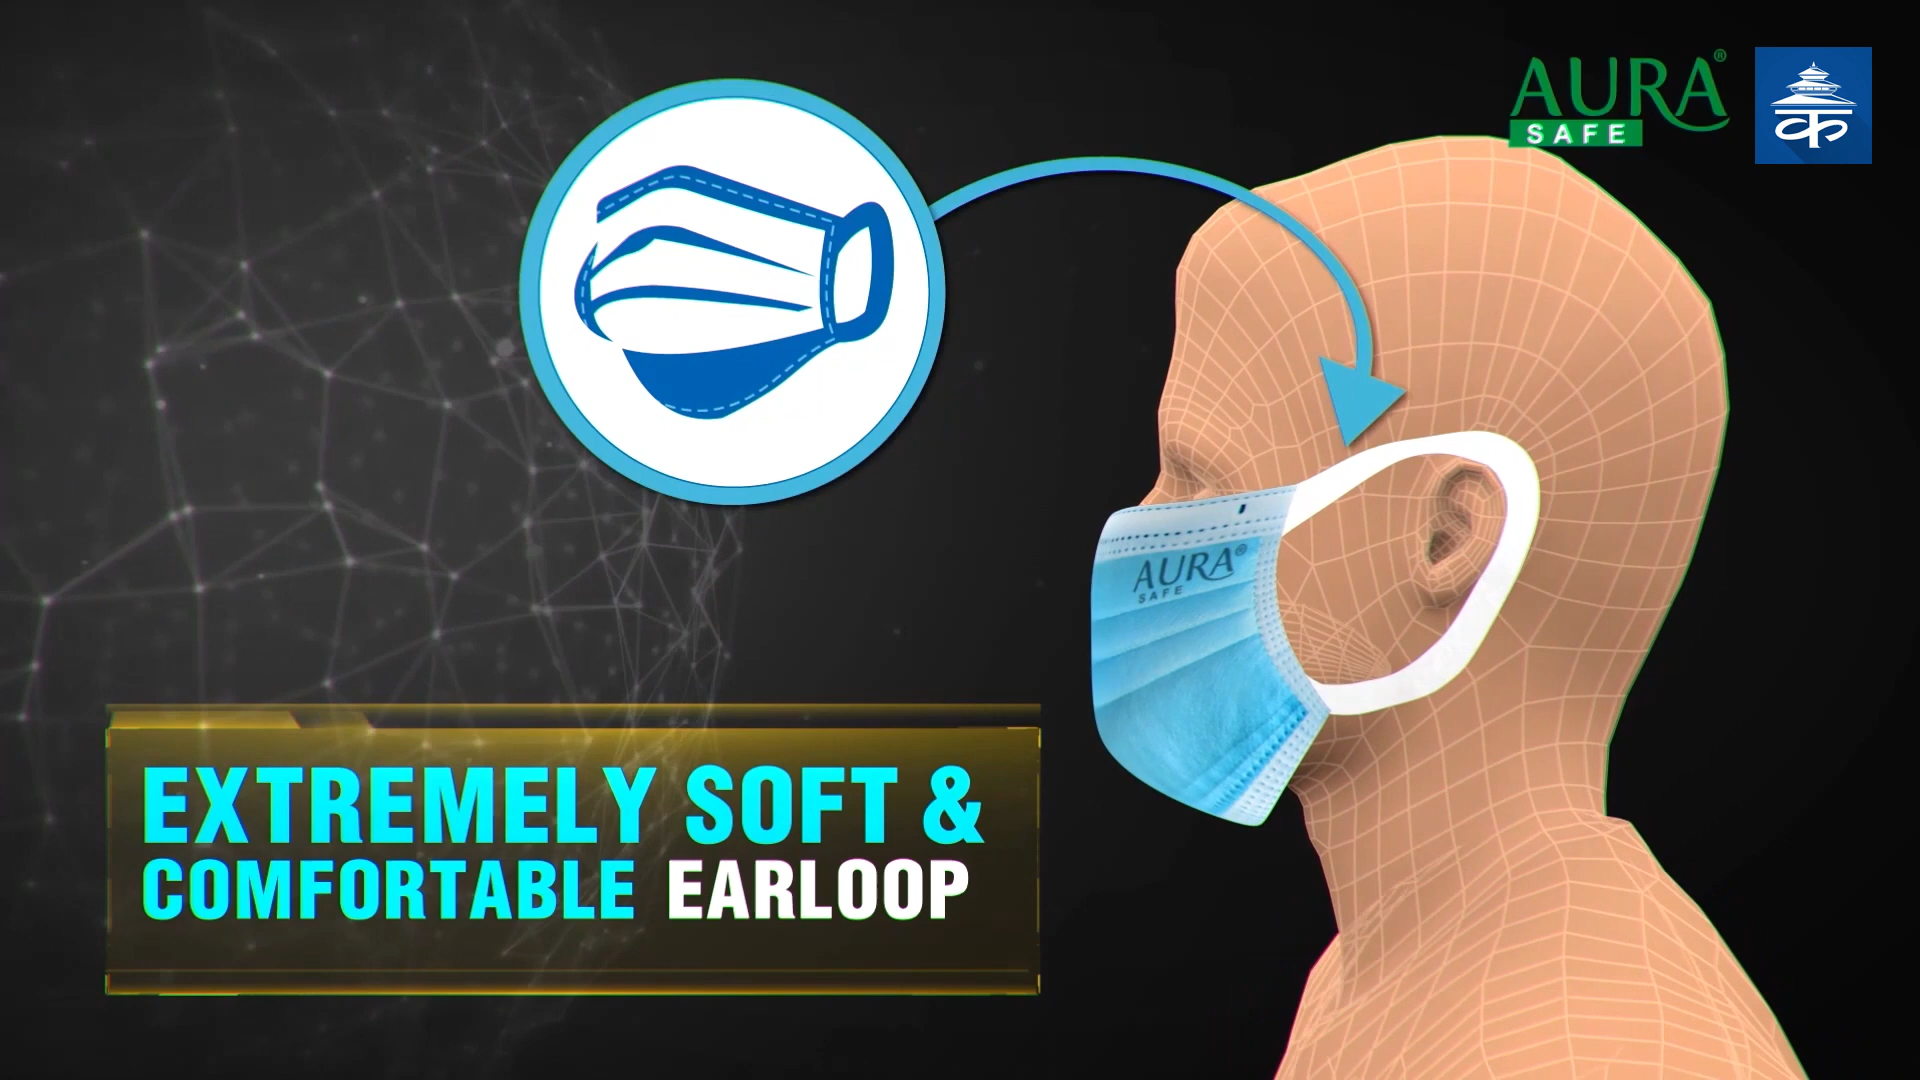 AURA®
SAFE
क
AURA®
SAFE
EXTREMELY SOFT &
COMFORTABLE EARLOOP